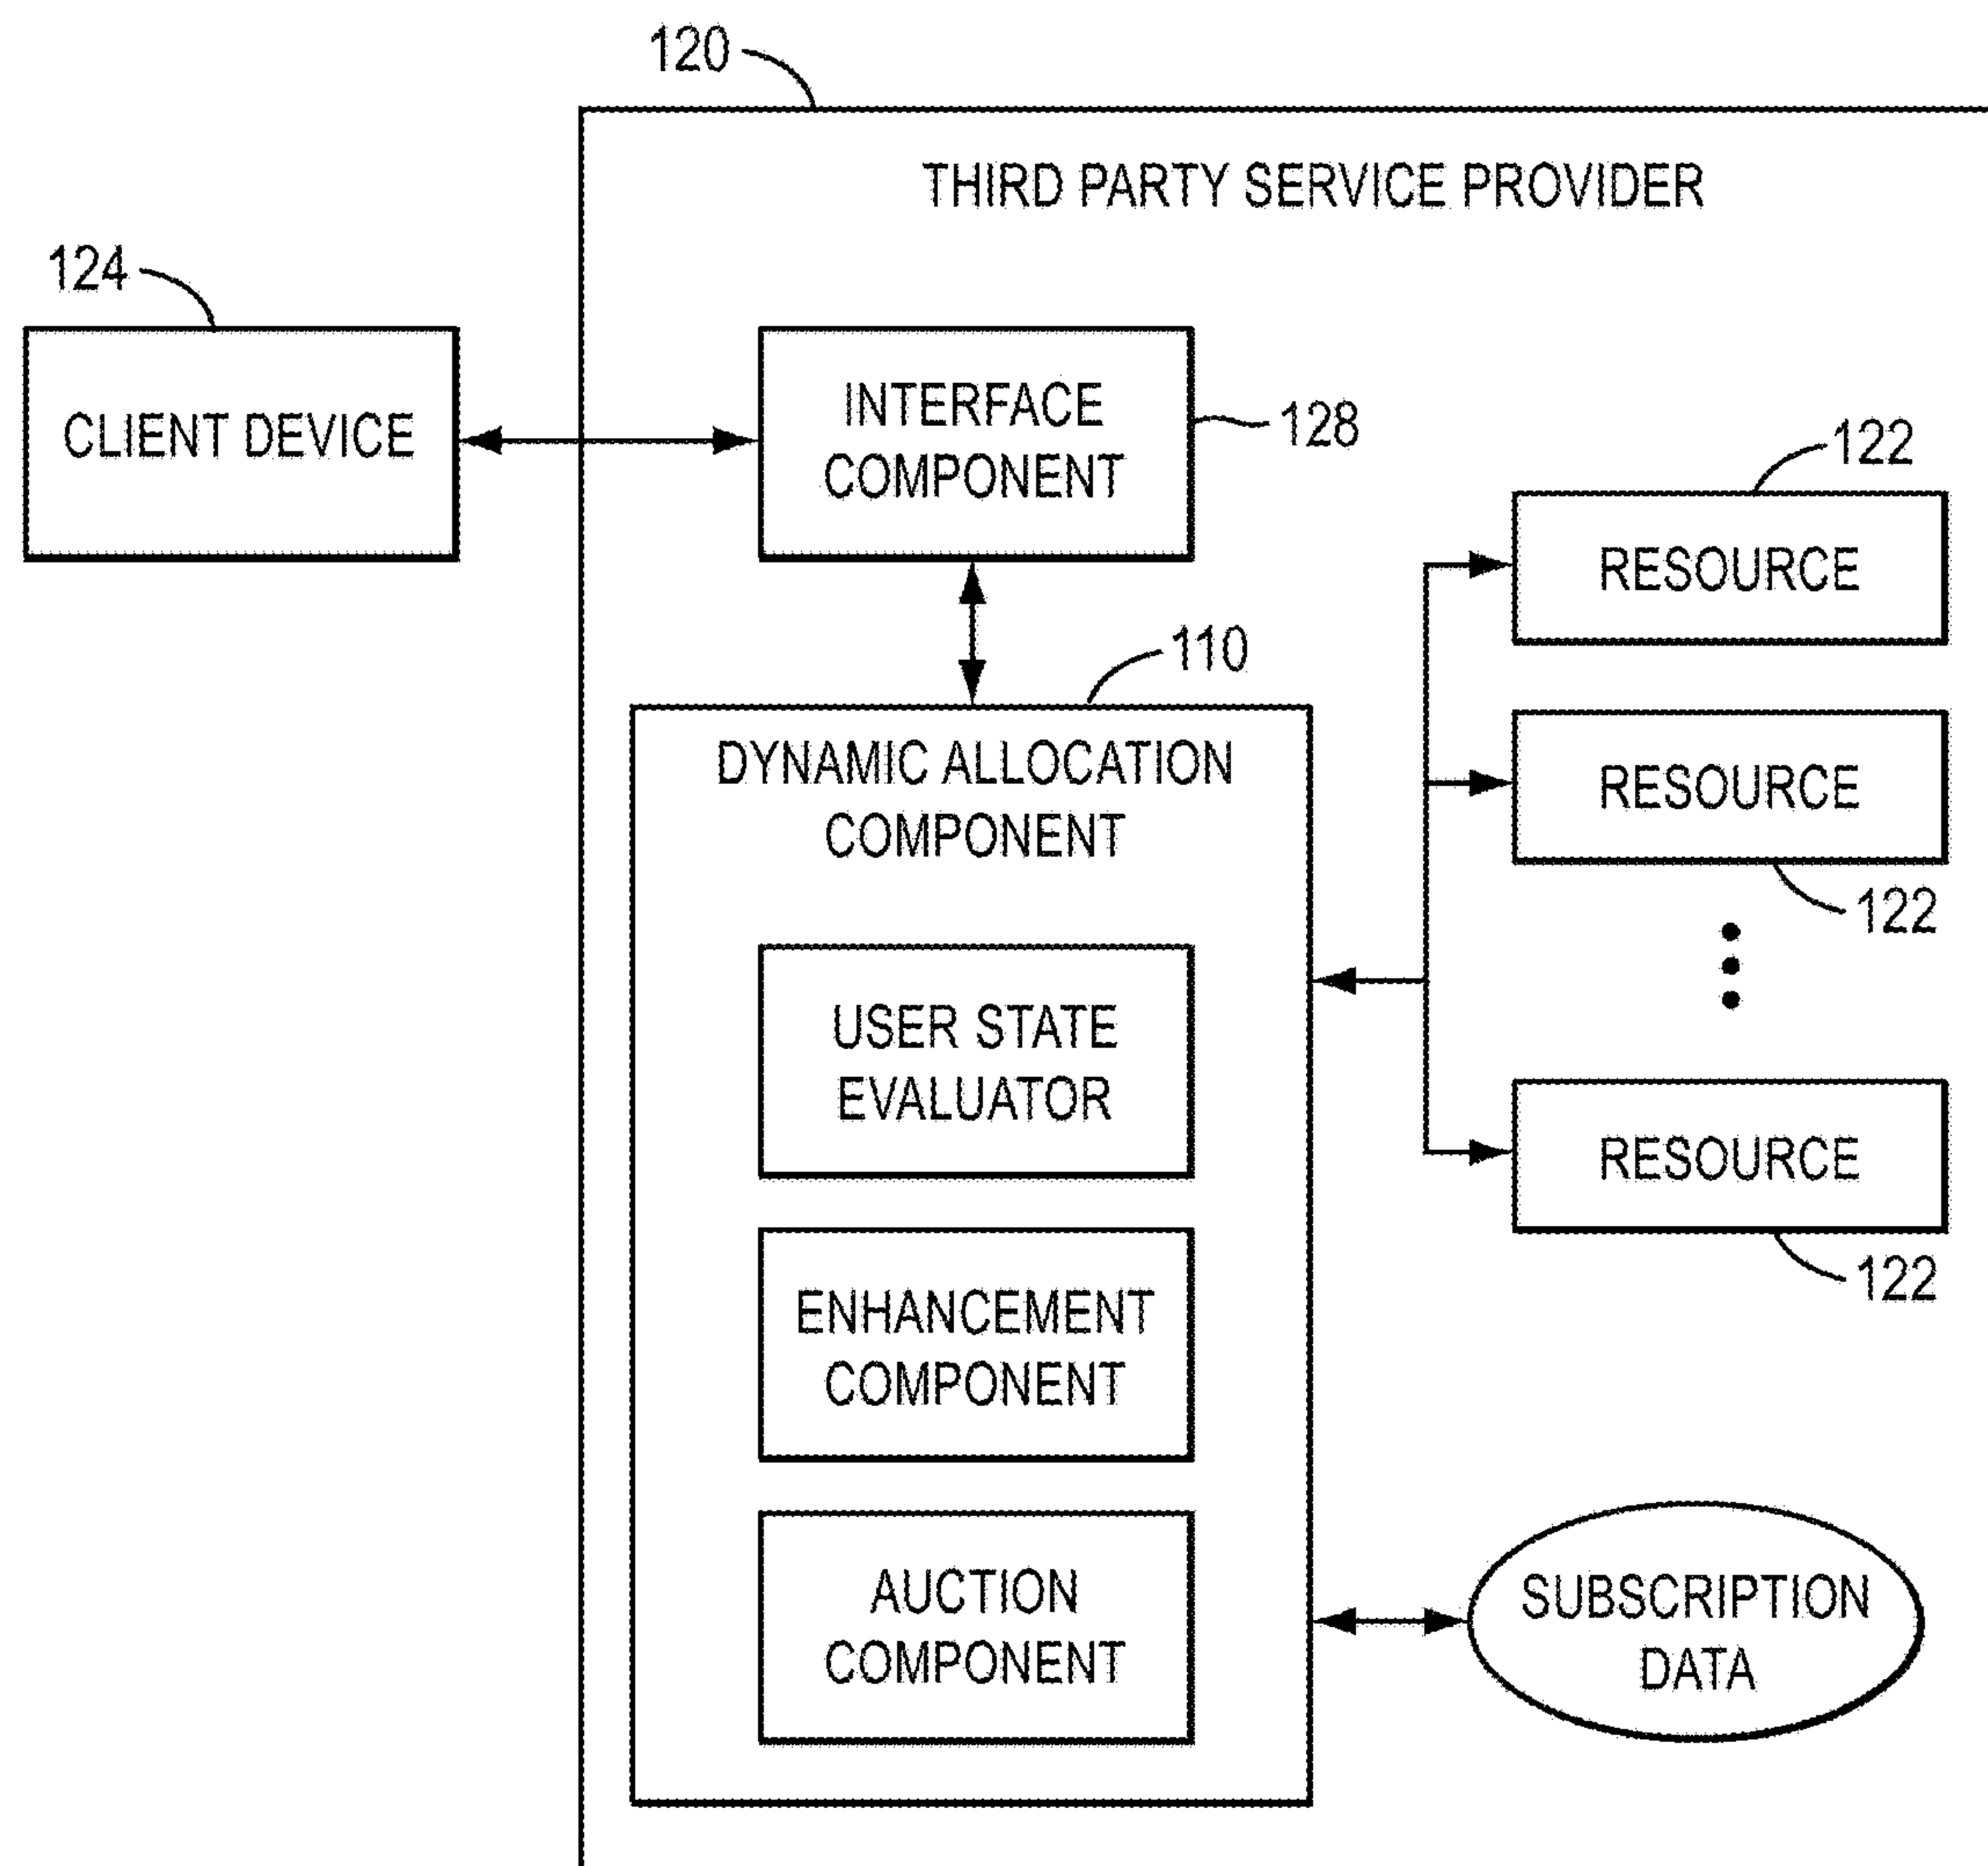 120
THIRD PARTY SERVICE PROVIDER
124
CLIENT DEVICE
INTERFACE
COMPONENT
128
122
RESOURCE
110
DYNAMIC ALLOCATION
COMPONENT
RESOURCE
122
USER STATE
EVALUATOR
RESOURCE
122
ENHANCEMENT
COMPONENT
AUCTION
COMPONENT
SUBSCRIPTION
DATA